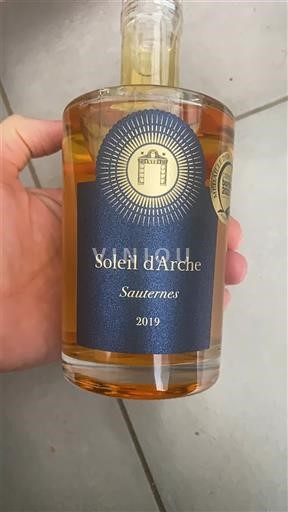 VINIOU
Soleil d'Arche
Sauternes
2019